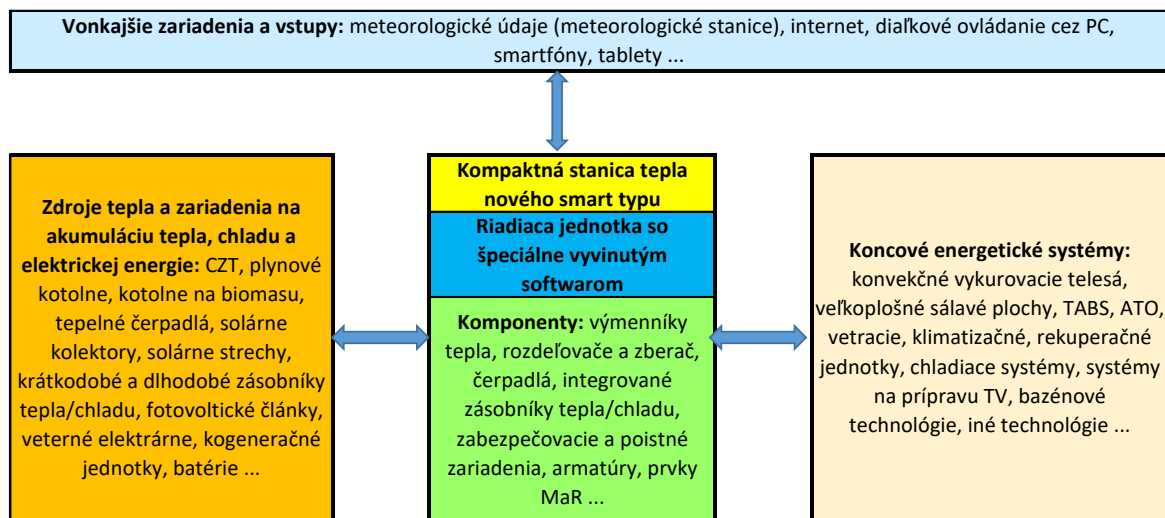 Vonkajšie zariadenia a vstupy: meteorologické údaje (meteorologické stanice), internet, diaľkové ovládanie cez PC,
smartfóny, tablety ...
Zdroje tepla a zariadenia na
akumuláciu tepla, chladu a
elektrickej energie: CZT, plynové
kotolne, kotolne na biomasu,
tepelné čerpadlá, solárne
kolektory, solárne strechy,
krátkodobé a dlhodobé zásobníky
tepla/chladu, fotovoltické články,
veterné elektrárne, kogeneračné
jednotky, batérie ...
Kompaktná stanica tepla
nového smart typu
Riadiaca jednotka so
špeciálne vyvinutým
softwarom
Komponenty: výmenníky
tepla, rozdeľovače a zberač,
čerpadlá, integrované
zásobníky tepla/chladu,
zabezpečovacie a poistné
zariadenia, armatúry, prvky
MaR ...
Koncové energetické systémy:
konvekčné vykurovacie telesá,
veľkoplošné sálavé plochy, TABS, ATO,
vetracie, klimatizačné, rekuperačné
jednotky, chladiace systémy, systémy
na prípravu TV, bazénové
technológie, iné technológie ...